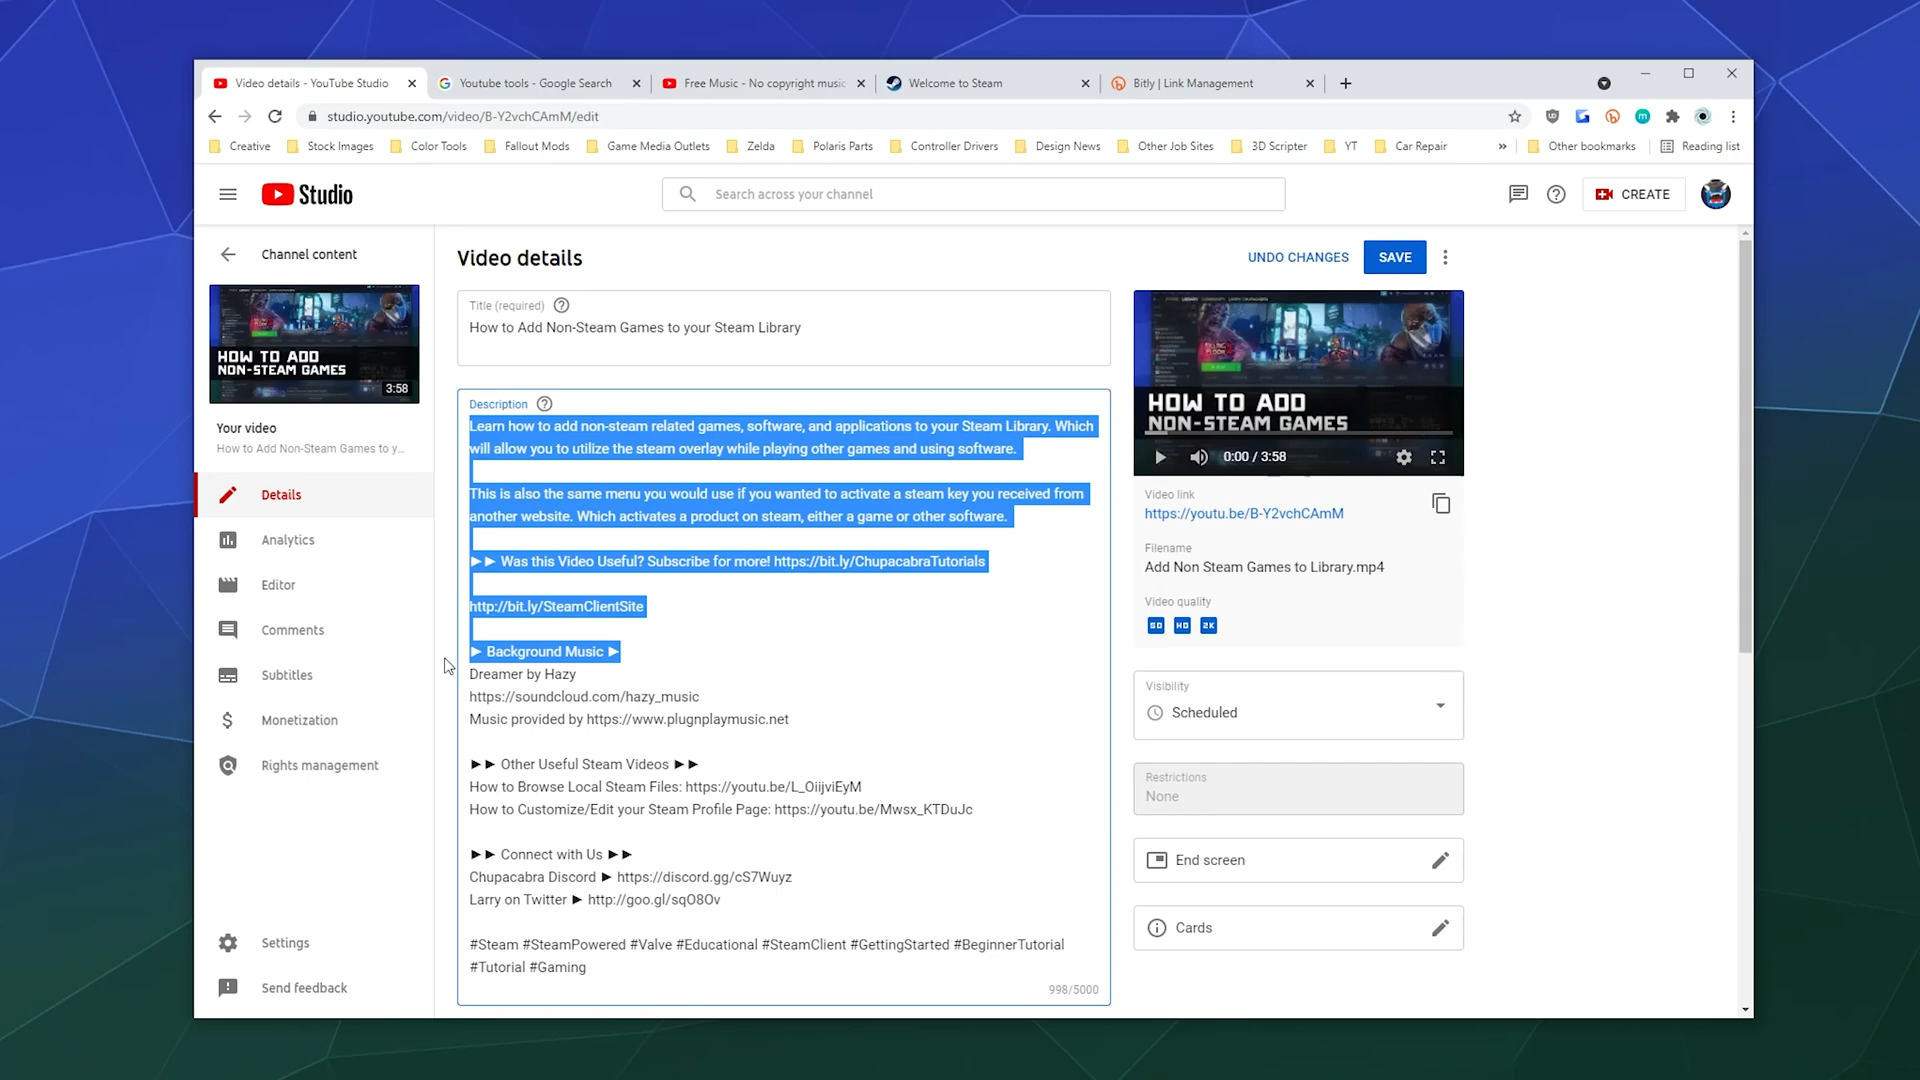 Video details - YouTube Studio
Youtube tools - Google Search
Free Music - No copyright music
Welcome to Steam
Bitly | Link Management
studio.youtube.com/video/B-Y2vchCAmM/edit
Creative
Stock Images
Color Tools
Fallout Mods
Game Media Outlets
Zelda
Polaris Parts
Controller Drivers
Design News
Other Job Sites
3D Scripter
YT
Car Repair
»
Other bookmarks
Reading list
Studio
Search across your channel
CREATE
Channel content
HOW TO ADD
NON-STEAM GAMES
3:58
Your video
How to Add Non-Steam Games to y...
Details
Analytics
Editor
Comments
Subtitles
Monetization
Rights management
Settings
Send feedback
Video details
UNDO CHANGES
SAVE
Title (required)
How to Add Non-Steam Games to your Steam Library
Description
Learn how to add non-steam related games, software, and applications to your Steam Library. Which
will allow you to utilize the steam overlay while playing other games and using software.
This is also the same menu you would use if you wanted to activate a steam key you received from
another website. Which activates a product on steam, either a game or other software.
►► Was this Video Useful? Subscribe for more! https://bit.ly/ChupacabraTutorials
http://bit.ly/SteamClientSite
► Background Music ►
Dreamer by Hazy
https://soundcloud.com/hazy_music
Music provided by https://www.plugnplaymusic.net
►► Other Useful Steam Videos ►►
How to Browse Local Steam Files: https://youtu.be/L_OiijviEyM
How to Customize/Edit your Steam Profile Page: https://youtu.be/Mwsx_KTDuJc
►► Connect with Us ►►
Chupacabra Discord ► https://discord.gg/cS7Wuyz
Larry on Twitter ► http://goo.gl/sqO8Ov
#Steam #SteamPowered #Valve #Educational #SteamClient #GettingStarted #BeginnerTutorial
#Tutorial #Gaming
998/5000
HOW TO ADD
NON-STEAM GAMES
0:00 / 3:58
Video link
https://youtu.be/B-Y2vchCAmM
Filename
Add Non Steam Games to Library.mp4
Video quality
SD
HD
2K
Visibility
Scheduled
Restrictions
None
End screen
Cards